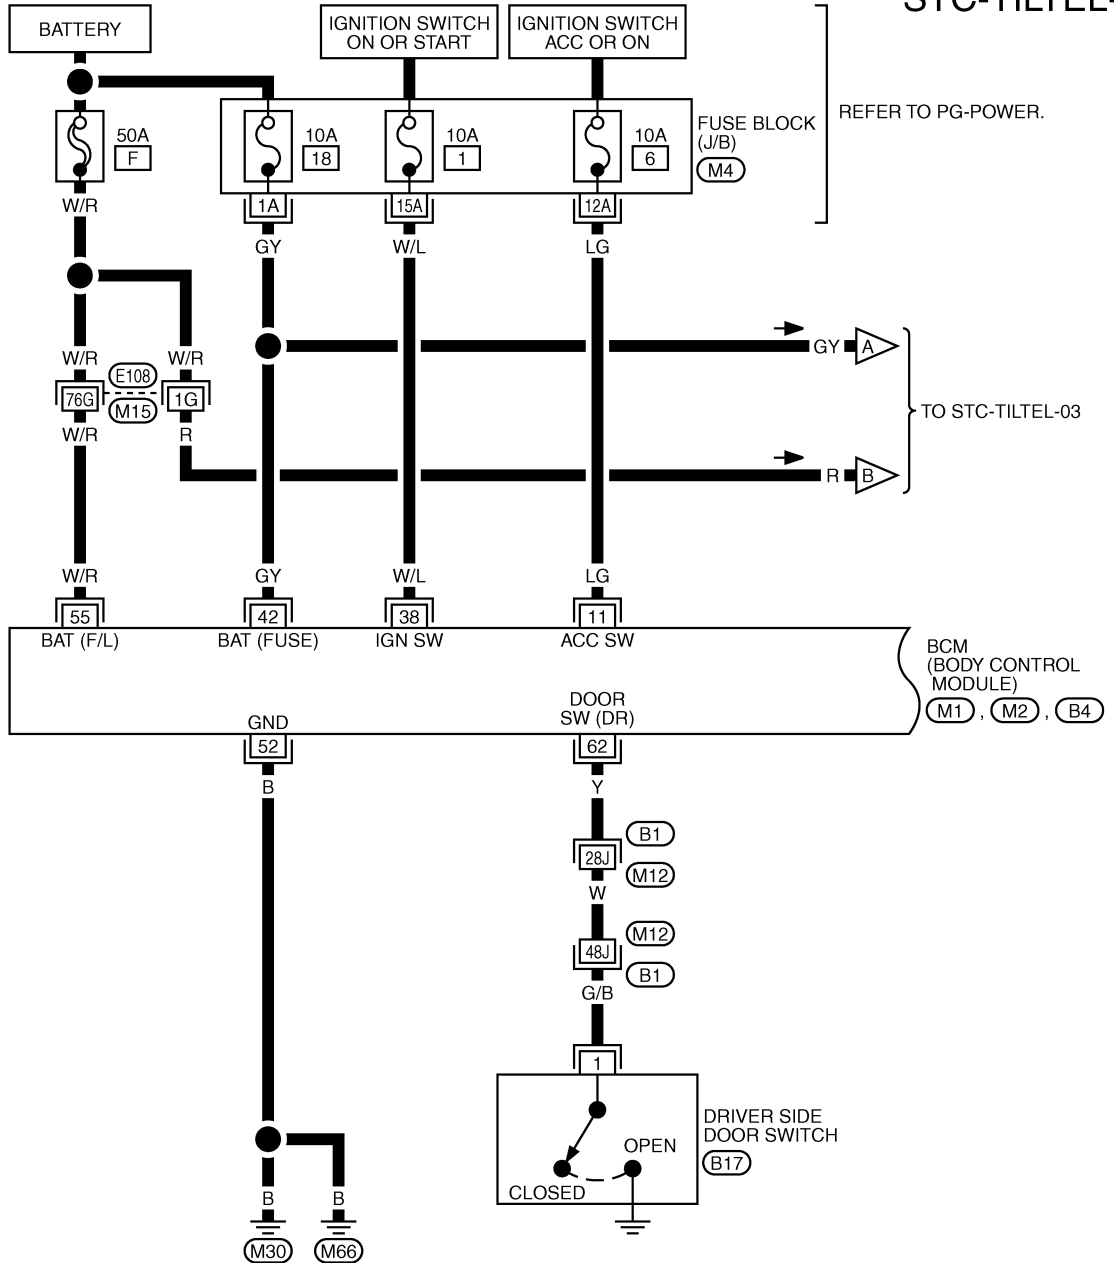 STC-TILTEL-
BATTERY
IGNITION SWITCH
ON OR START
IGNITION SWITCH
ACC OR ON
REFER TO PG-POWER.
50A
F
10A
18
10A
1
10A
6
FUSE BLOCK
(J/B)
M4
W/R
1A
15A
12A
GY
W/L
LG
GY
A
W/R
W/R
E108
76G
1G
M15
TO STC-TILTEL-03
W/R
R
R
B
W/R
GY
W/L
LG
55
42
38
11
BAT (F/L)
BAT (FUSE)
IGN SW
ACC SW
BCM
(BODY CONTROL
MODULE)
M1 , M2 , B4
GND
DOOR
SW (DR)
52
62
B
Y
B1
28J
M12
W
M12
48J
B1
G/B
1
DRIVER SIDE
DOOR SWITCH
B17
OPEN
CLOSED
B
B
M30
M66